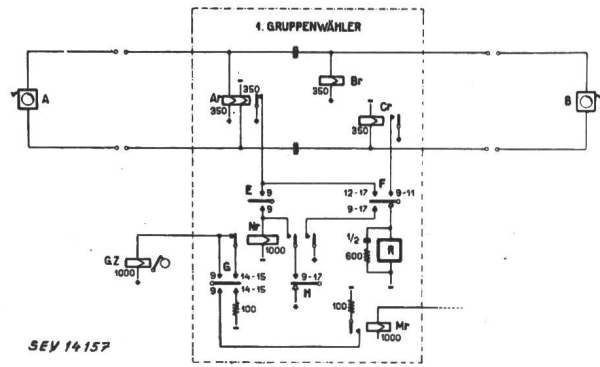 1. GRUPPENWÄHLER
350
Ar
350
Br
350
Cr
350
A
B
E
9
9
12-17
F
9-11
9-17
Nr
1000
G.Z
1000
G
9
14-15
9
14-15
100
9-17
H
1/2
600
R
100
Mr
1000
SEV 14157